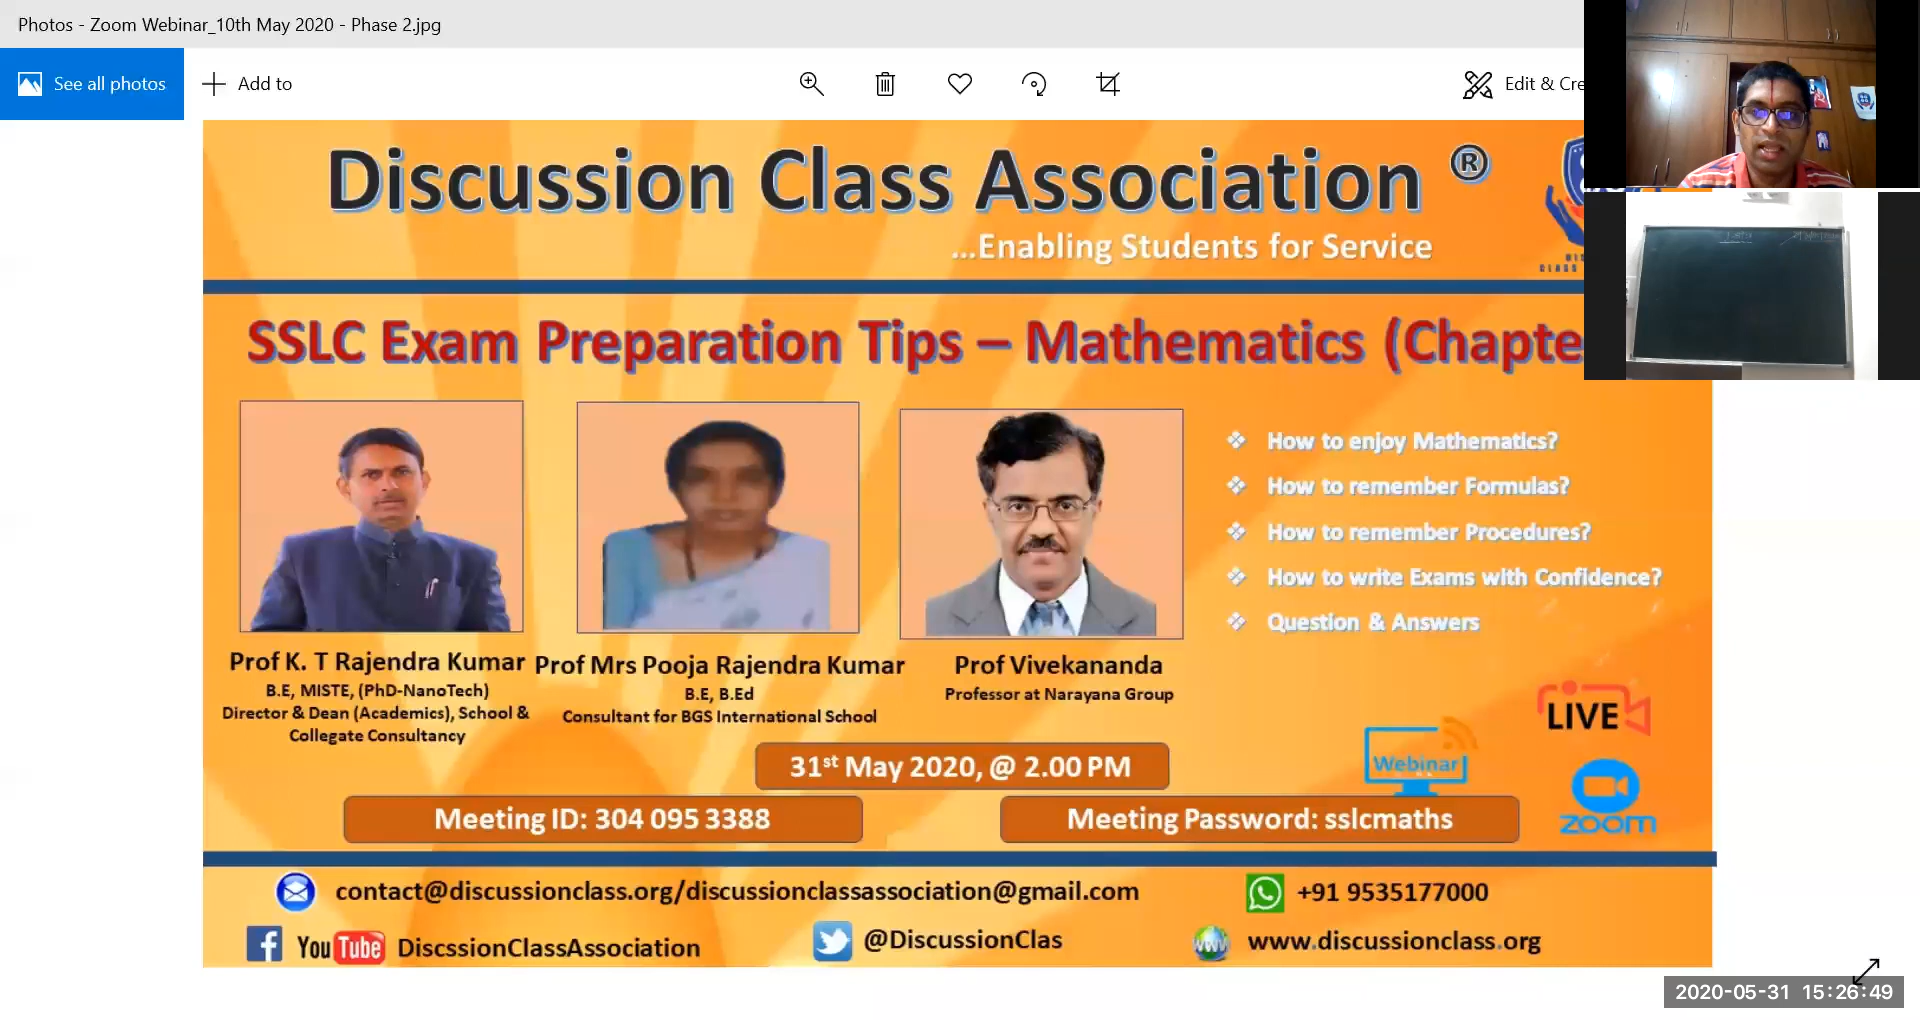 Photos - Zoom Webinar_10th May 2020 - Phase 2.jpg
See all photos
Add to
Edit & Cre
Discussion Class Association ®
...Enabling Students for Service
SSLC Exam Preparation Tips – Mathematics (Chapte
How to enjoy Mathematics?
How to remember Formulas?
How to remember Procedures?
How to write Exams with Confidence?
Question & Answers
Prof K. T Rajendra Kumar
B.E, MISTE, (PhD-NanoTech)
Director & Dean (Academics), School &
Collegate Consultancy
Prof Mrs Pooja Rajendra Kumar
B.E, B.Ed
Consultant for BGS International School
Prof Vivekananda
Professor at Narayana Group
LIVE
Webinar
zoom
31st May 2020, @ 2.00 PM
Meeting ID: 304 095 3388
Meeting Password: sslcmaths
contact@discussionclass.org/discussionclassassociation@gmail.com
+91 9535177000
f YouTube DiscssionClassAssociation
@DiscussionClas
www www.discussionclass.org
2020-05-31 15:26:49